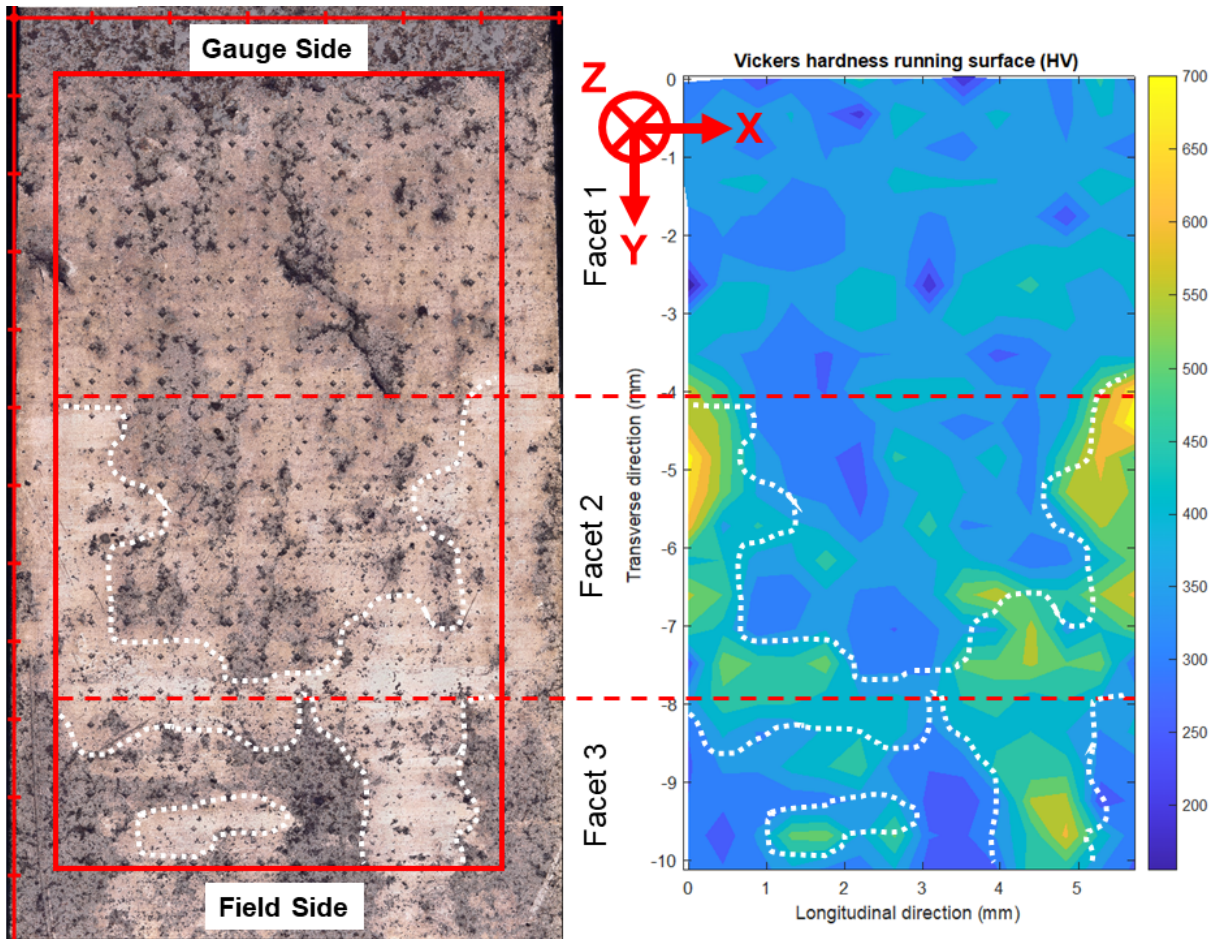 Gauge Side
Field Side
Z
X
Y
Facet 1
Facet 2
Facet 3
Vickers hardness running surface (HV)
0
-1
-2
-3
-4
-5
-6
-7
-8
-9
-10
Transverse direction (mm)
0
1
2
3
4
5
Longitudinal direction (mm)
700
650
600
550
500
450
400
350
300
250
200